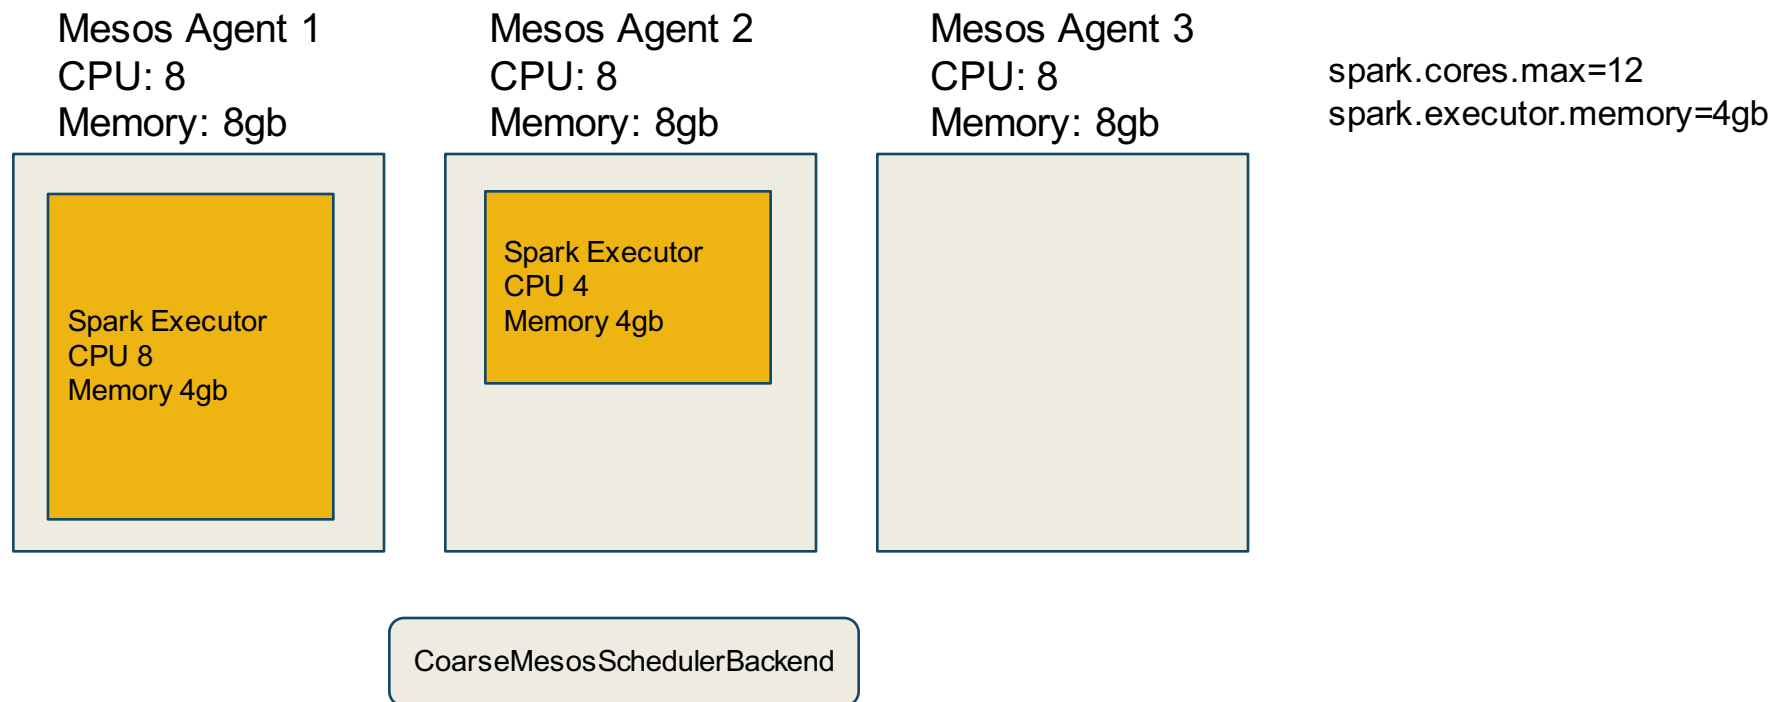 Mesos Agent 1
CPU: 8
Memory: 8gb
Mesos Agent 2
CPU: 8
Memory: 8gb
Mesos Agent 3
CPU: 8
Memory: 8gb
spark.cores.max=12
spark.executor.memory=4gb
Spark Executor
CPU 8
Memory 4gb
Spark Executor
CPU 4
Memory 4gb
CoarseMesosSchedulerBackend